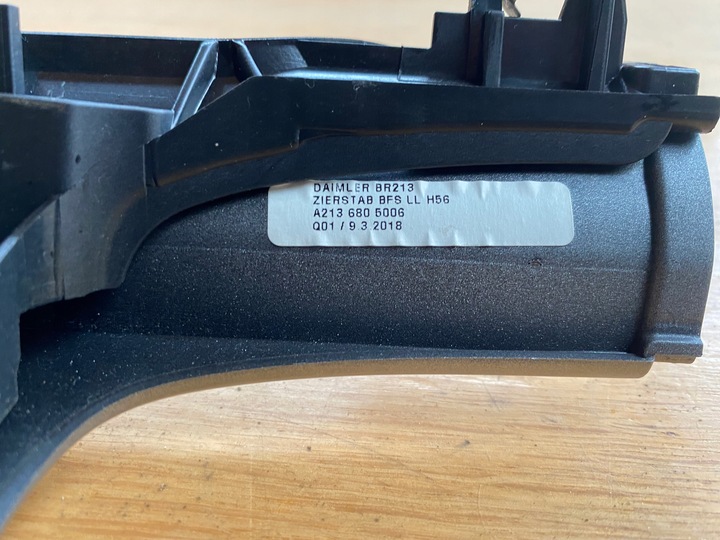 DAIMLER BR213
ZIERSTAB BFS LL H56
A213 680 5006
Q01 / 9 3 2018